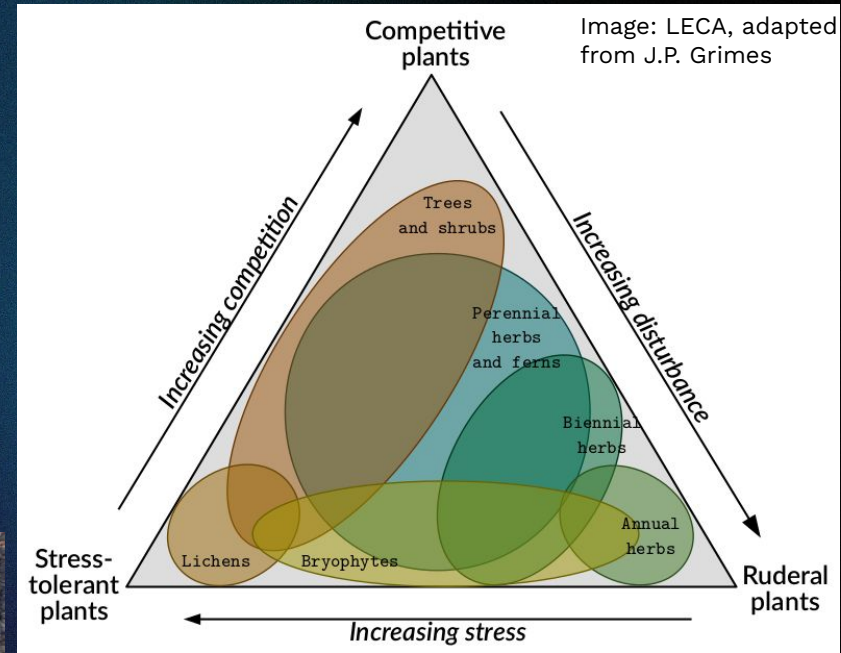 Competitive
plants
Image: LECA, adapted
from J.P. Grimes
Increasing competition
Increasing disturbance
Trees
and shrubs
Perennial
herbs
and ferns
Biennial
herbs
Annual
herbs
Lichens
Bryophytes
Stress-
tolerant
plants
Ruderal
plants
Increasing stress